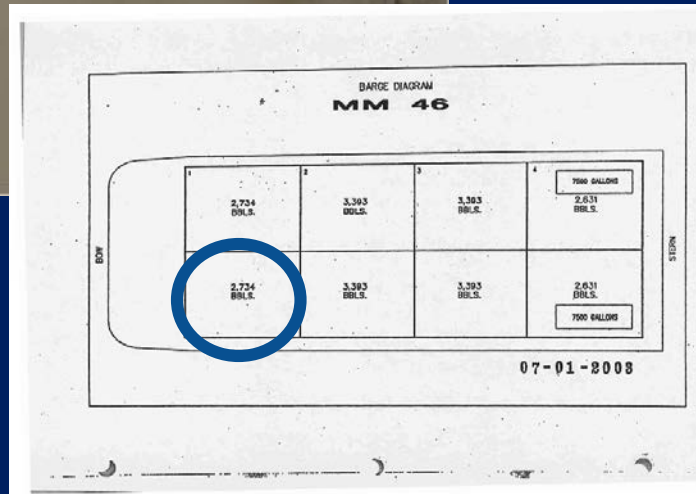 BARGE DIAGRAM
MM 46
1
2
3
4
7500 GALLONS
2,734
BBLS.
3,393
BBLS.
3,393
BBLS.
2,631
BBLS.
BOW
STERN
2,734
BBLS.
3,393
BBLS.
3,393
BBLS.
2,631
BBLS.
7500 GALLONS
07-01-2003